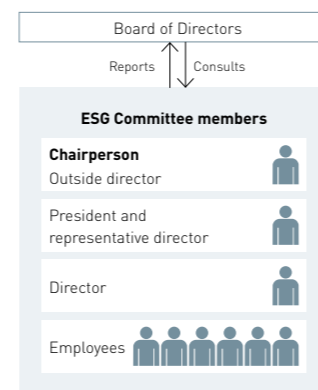 Board of Directors
Reports
Consults
ESG Committee members
Chairperson
Outside director
President and
representative director
Director
Employees